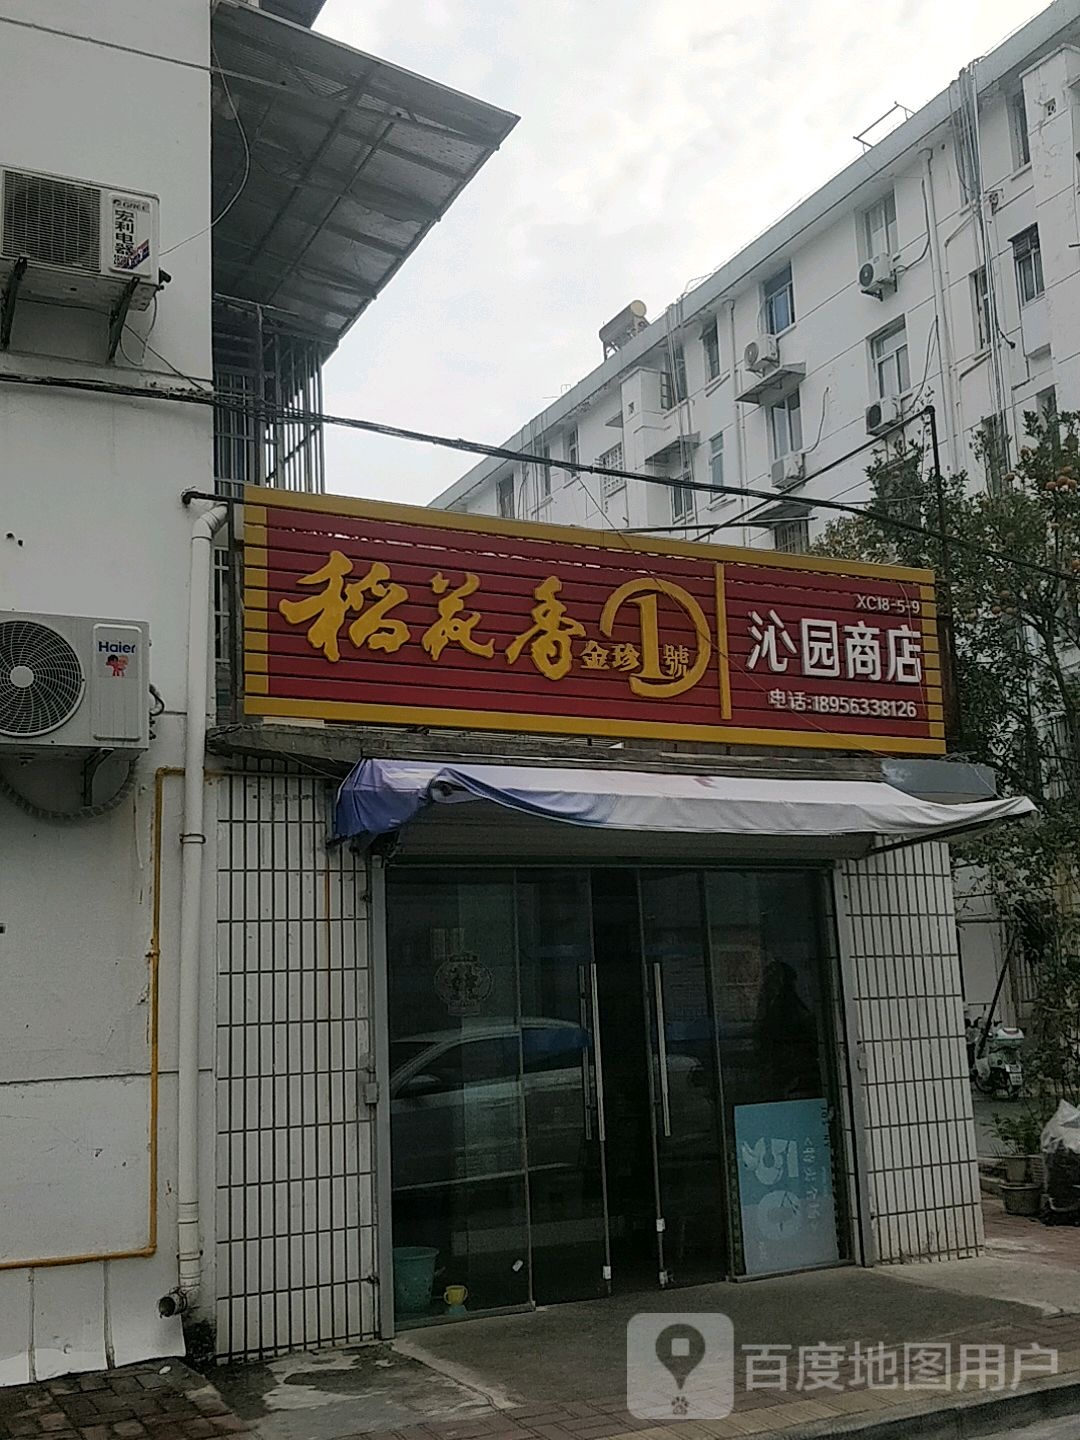 GREE
宏利电器
Haier
稻花香
金珍1號
XC18-5-9
沁园商店
电话:18956338126
百度地图用户